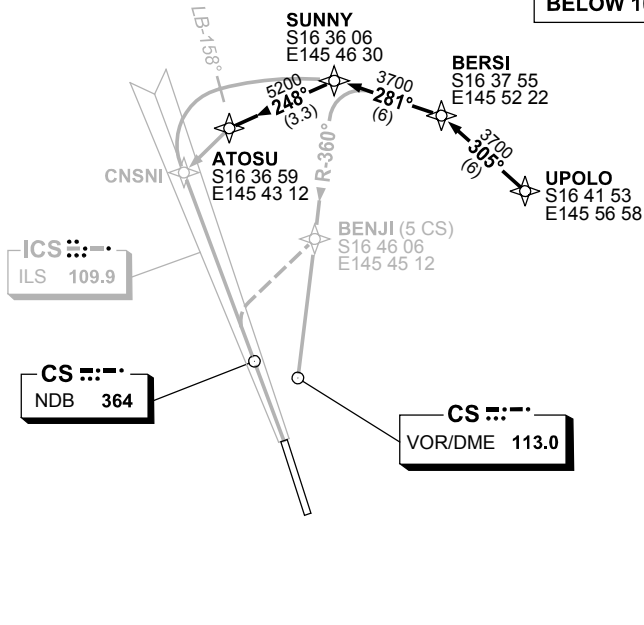 BELOW 10
SUNNY
S16 36 06
E145 46 30
BERSI
S16 37 55
E145 52 22
LB-158°
5200
248°
(3.3)
3700
281°
(6)
3700
305°
(6)
ATOSU
S16 36 59
E145 43 12
UPOLO
S16 41 53
E145 56 58
CNSNI
R-360°
BENJI (5 CS)
S16 46 06
E145 45 12
ICS
ILS 109.9
CS
NDB 364
CS
VOR/DME 113.0